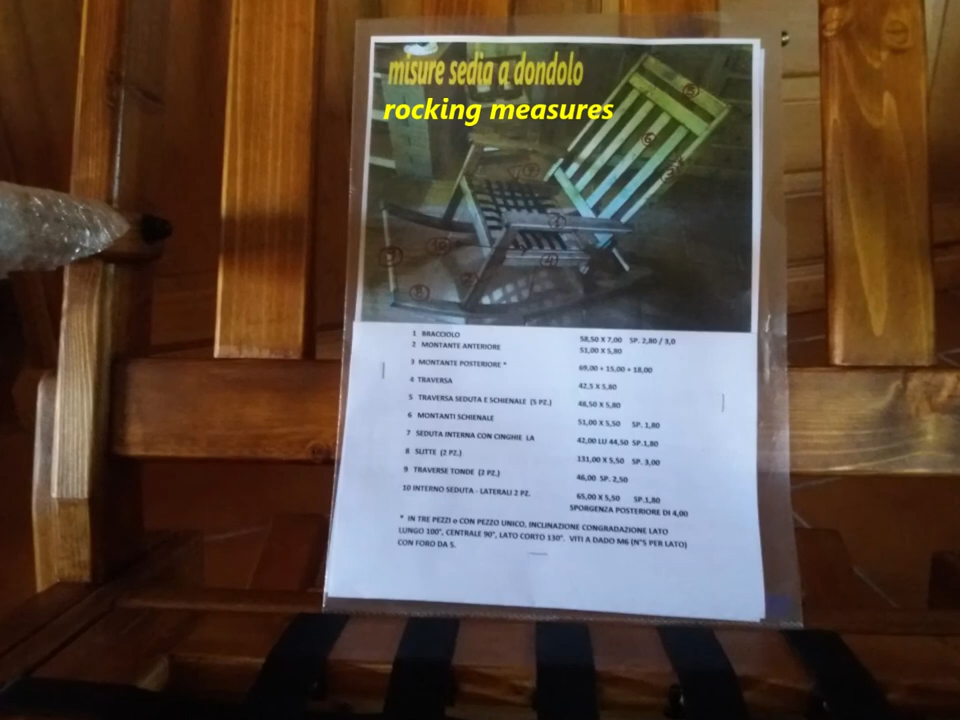 misure sedia a dondolo
rocking measures
1 BRACCIOLO 58,50 X 7,00 SP. 2,80 / 3,0
2 MONTANTE ANTERIORE 51,00 X 5,80
3 MONTANTE POSTERIORE * 69,00 + 15,00 + 18,00
4 TRAVERSA 42,5 X 5,80
5 TRAVERSA SEDUTA E SCHIENALE (5 PZ.) 48,50 X 5,80
6 MONTANTI SCHIENALE 51,00 X 5,50 SP. 1,80
7 SEDUTA INTERNA CON CINGHIE LA 42,00 LU 44,50 SP.1,80
8 SLITTE (2 PZ.) 131,00 X 5,50 SP. 3,00
9 TRAVERSE TONDE (2 PZ.) 46,00 SP. 2,50
10 INTERNO SEDUTA - LATERALI 2 PZ. 65,00 X 5,50 SP.1,80
SPORGENZA POSTERIORE DI 4,00
* IN TRE PEZZI o CON PEZZO UNICO, INCLINAZIONE CONGRADAZIONE LATO
LUNGO 100°, CENTRALE 90°, LATO CORTO 130°. VITI A DADO M6 (N°5 PER LATO)
CON FORO DA 5.